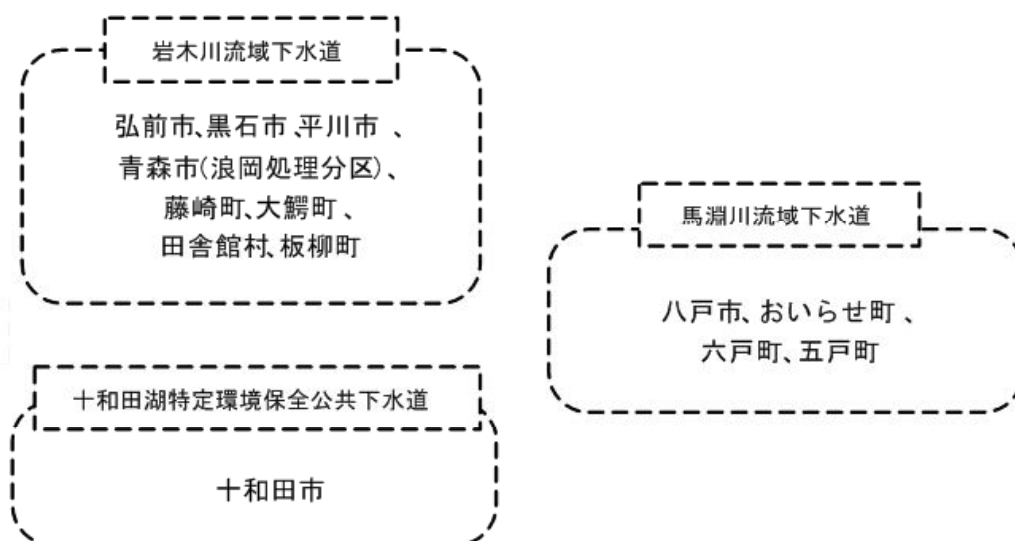 岩木川流域下水道
弘前市、黒石市、平川市、
青森市(浪岡処理分区)、
藤崎町、大鰐町、
田舎館村、板柳町
馬淵川流域下水道
八戸市、おいらせ町、
六戸町、五戸町
十和田湖特定環境保全公共下水道
十和田市